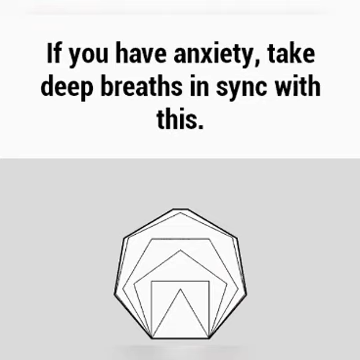 If you have anxiety, take
deep breaths in sync with
this.